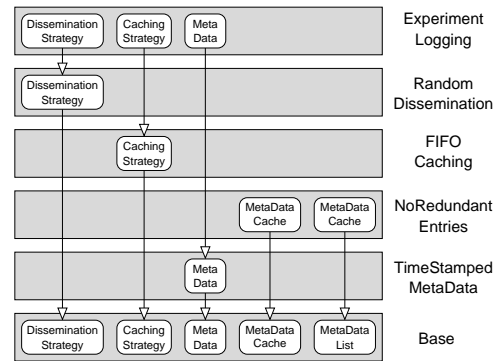 Dissemination
Strategy
Caching
Strategy
Meta
Data
Experiment
Logging
Dissemination
Strategy
Random
Dissemination
Caching
Strategy
FIFO
Caching
MetaData
Cache
MetaData
Cache
NoRedundant
Entries
Meta
Data
TimeStamped
MetaData
Dissemination
Strategy
Caching
Strategy
Meta
Data
MetaData
Cache
MetaData
List
Base